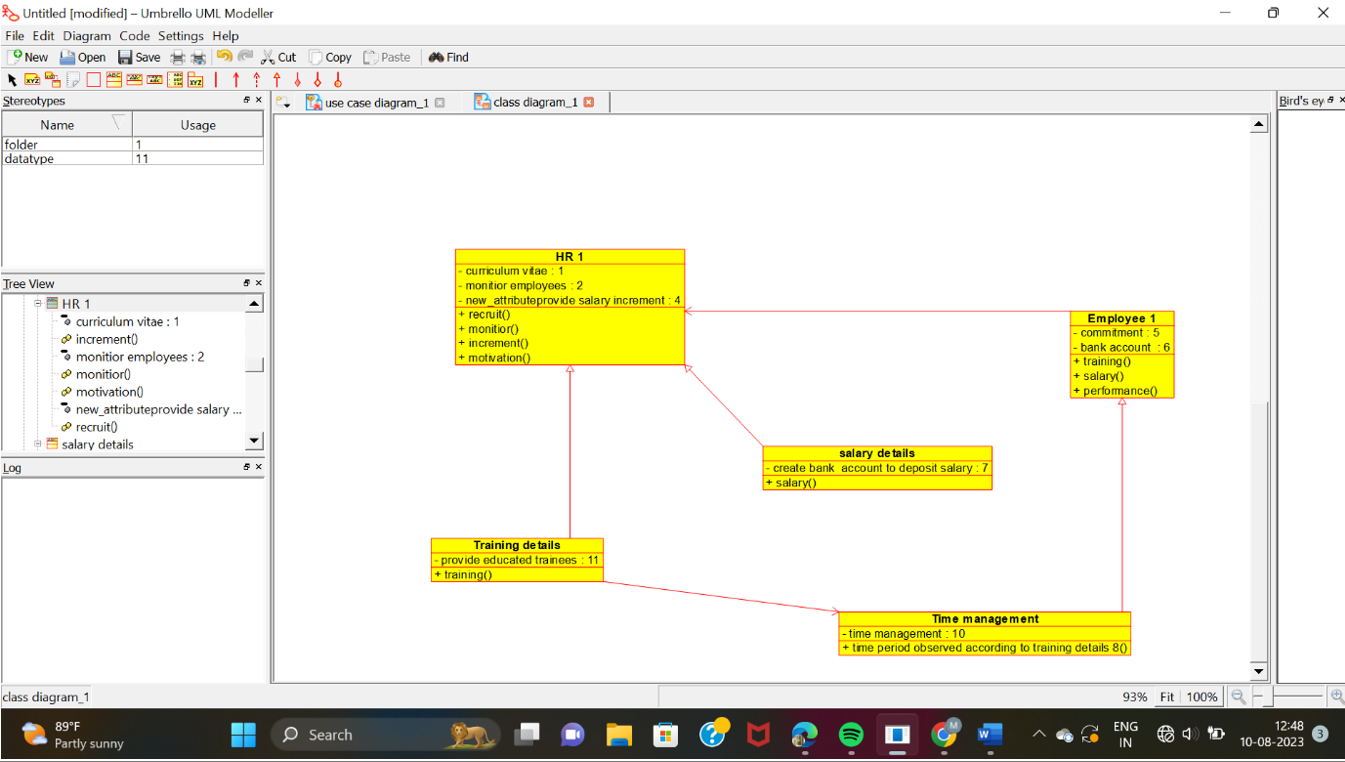 Untitled [modified] – Umbrello UML Modeller
File Edit Diagram Code Settings Help
New Open Save Cut Copy Paste Find
Stereotypes
use case diagram_1
class diagram_1
Bird's ey
Name Usage
folder 1
datatype 11
Tree View
HR 1
curriculum vitae : 1
increment()
monitior employees : 2
monitior()
motivation()
new_attributeprovide salary ...
recruit()
salary details
Log
HR 1
- curriculum vitae : 1
- monitior employees : 2
- new_attributeprovide salary increment : 4
+ recruit()
+ monitior()
+ increment()
+ motivation()
Employee 1
- commitment : 5
- bank account : 6
+ training()
+ salary()
+ performance()
salary details
- create bank account to deposit salary : 7
+ salary()
Training details
- provide educated trainees : 11
+ training()
Time management
- time management : 10
+ time period observed according to training details 8()
class diagram_1
93% Fit 100%
89°F
Partly sunny
Search
ENG
IN
12:48
10-08-2023
3